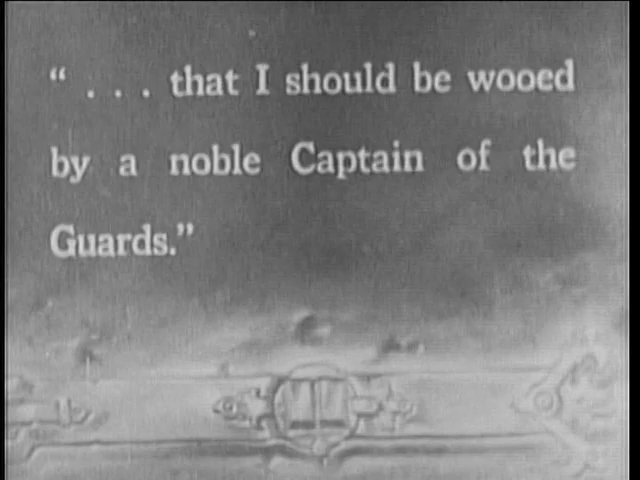 “ . . . that I should be wooed
by a noble Captain of the
Guards.”